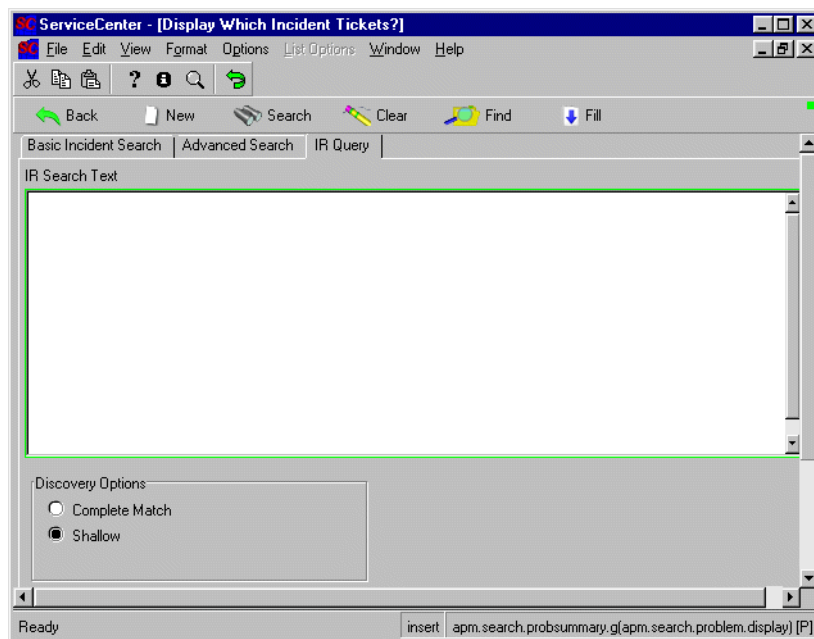 SC ServiceCenter - [Display Which Incident Tickets?]
SC File Edit View Format Options List Options Window Help
Back New Search Clear Find Fill
Basic Incident Search Advanced Search IR Query
IR Search Text
Discovery Options
Complete Match
Shallow
Ready insert apm.search.probsummary.g(apm.search.problem.display) [P]